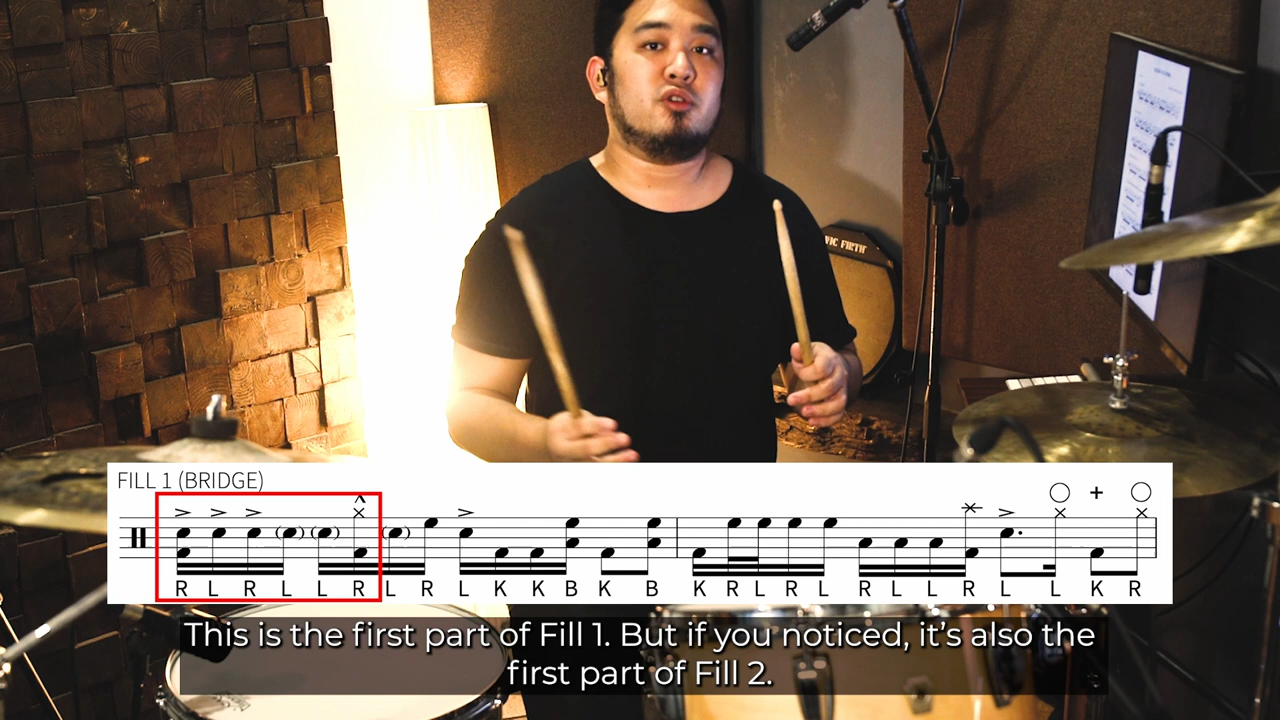 VIC FIRTH
FILL 1 (BRIDGE)
R L R L L R L R L K K B K B K R L R L R L L R L L K R
This is the first part of Fill 1. But if you noticed, it’s also the
first part of Fill 2.